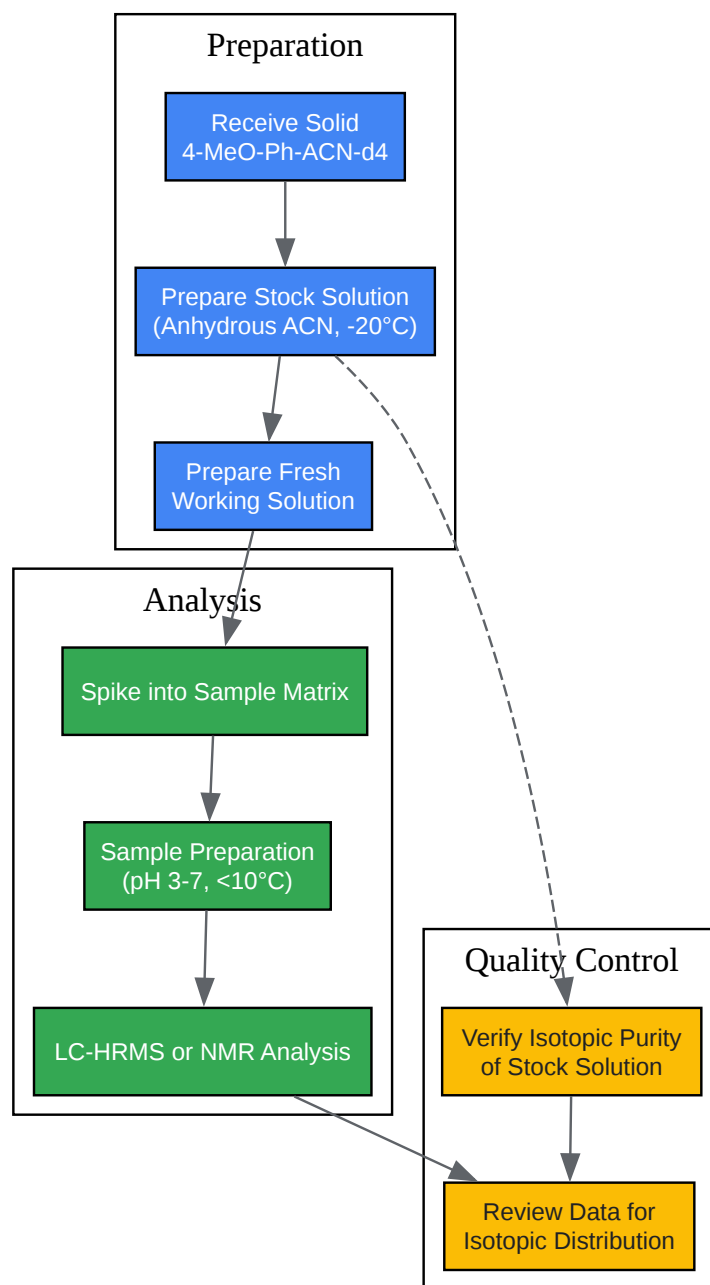 Preparation
Receive Solid
4-MeO-Ph-ACN-d4
Prepare Stock Solution
(Anhydrous ACN, -20°C)
Prepare Fresh
Working Solution
Analysis
Spike into Sample Matrix
Sample Preparation
(pH 3-7, <10°C)
LC-HRMS or NMR Analysis
Quality Control
Verify Isotopic Purity
of Stock Solution
Review Data for
Isotopic Distribution